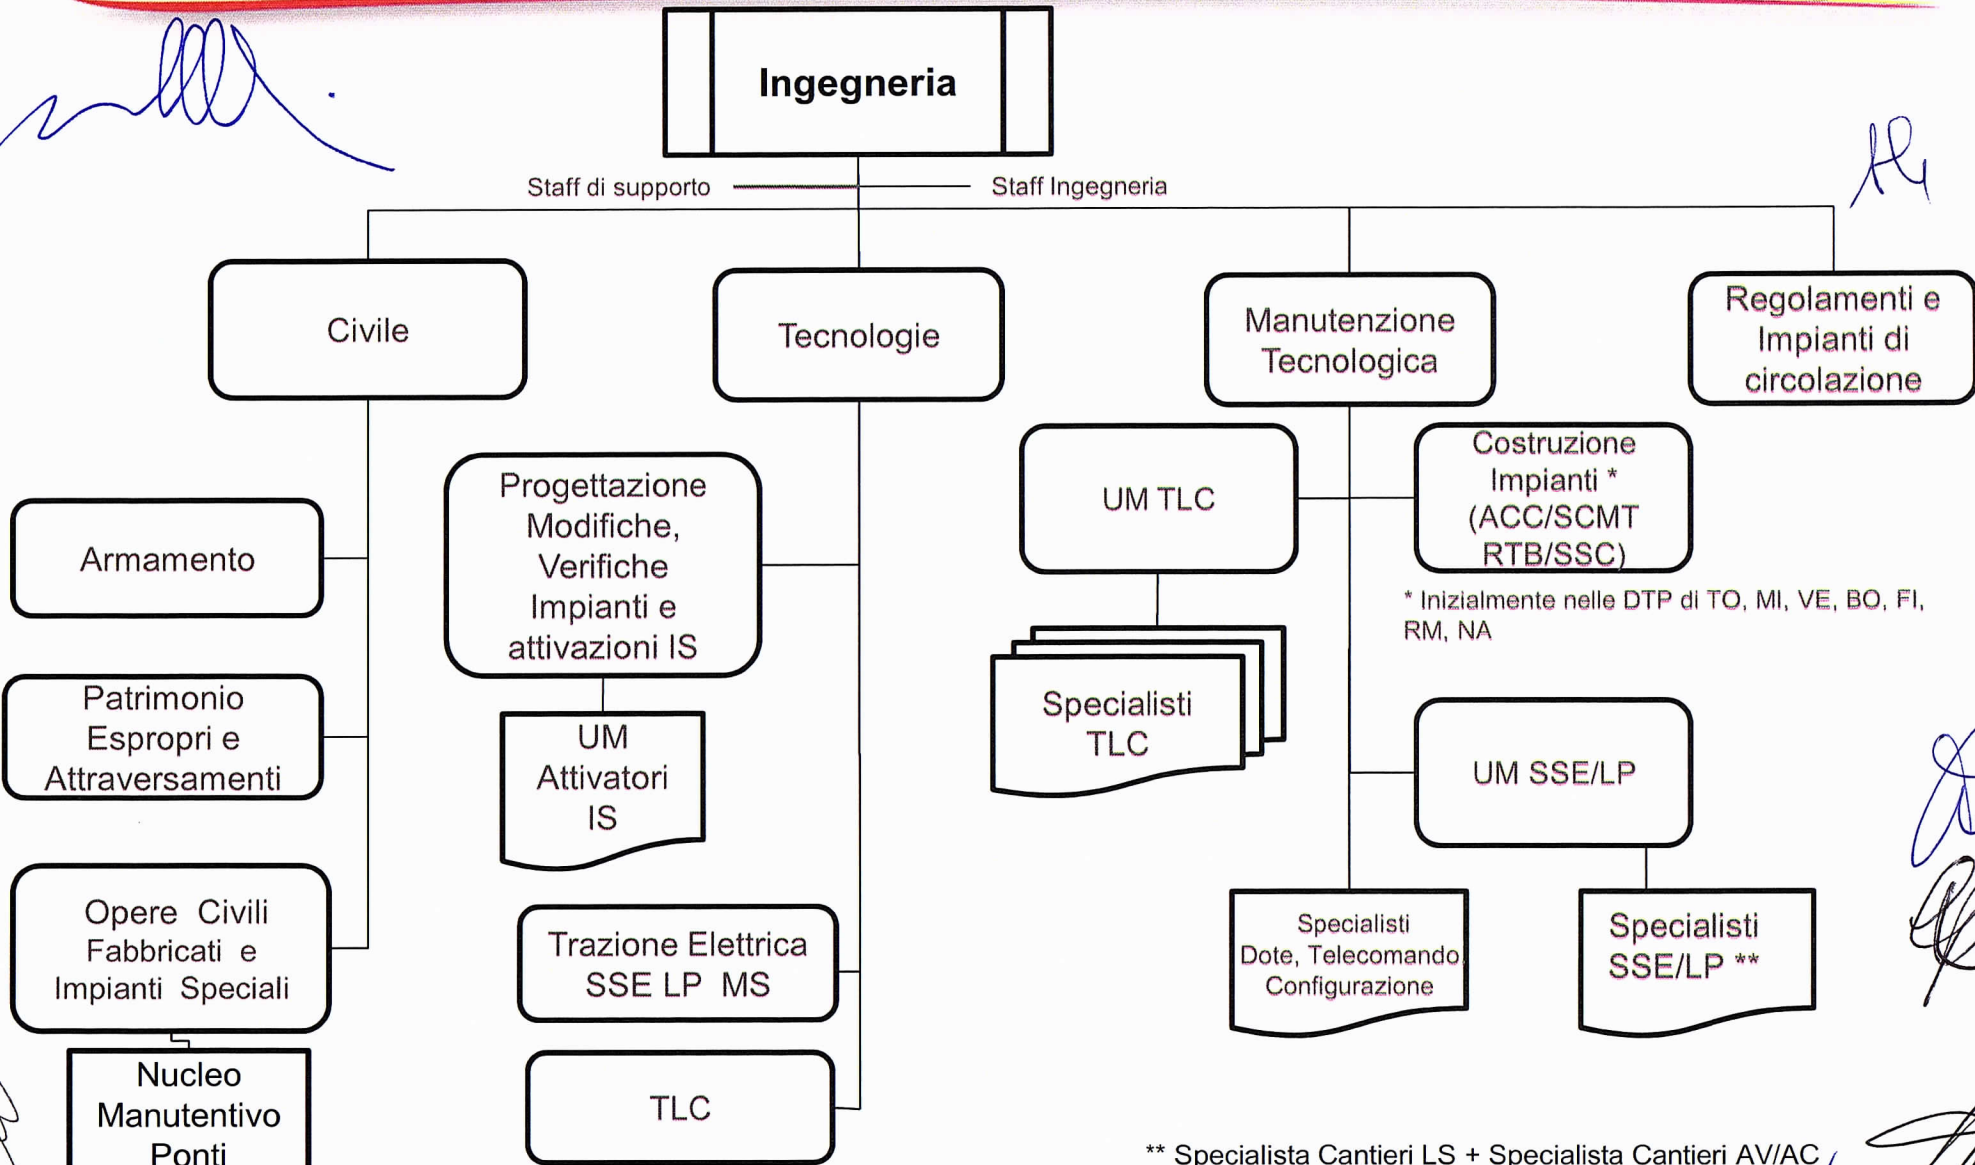 Ingegneria
Staff di supporto
Staff Ingegneria
Civile
Tecnologie
Manutenzione
Tecnologica
Regolamenti e
Impianti di
circolazione
Armamento
Patrimonio
Espropri e
Attraversamenti
Opere Civili
Fabbricati e
Impianti Speciali
Nucleo
Manutentivo
Ponti
Progettazione
Modifiche,
Verifiche
Impianti e
attivazioni IS
UM
Attivatori
IS
Trazione Elettrica
SSE LP MS
TLC
UM TLC
Specialisti
TLC
Costruzione
Impianti *
(ACC/SCMT
RTB/SSC)
* Inizialmente nelle DTP di TO, MI, VE, BO, FI,
RM, NA
UM SSE/LP
Specialisti
Dote, Telecomando
Configurazione
Specialisti
SSE/LP **
** Specialista Cantieri LS + Specialista Cantieri AV/AC